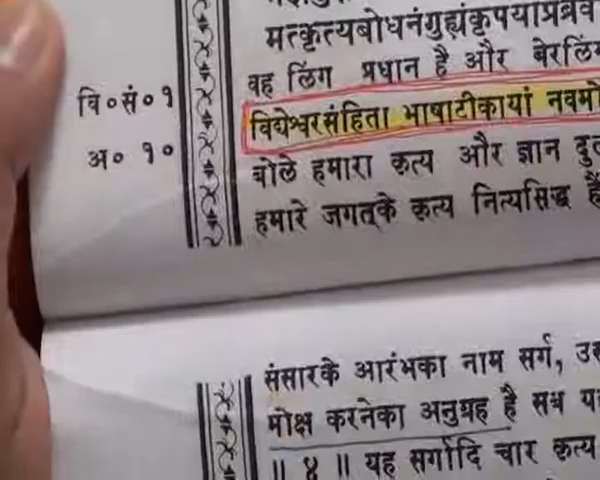 मत्कृत्यबोधनंगुह्यंकृपयाप्रब्रव
वह लिंग प्रधान है और बेरलिं
वि०सं०१
विद्येश्वरसंहिता भाषाटीकायां नवमो
अ० १०
बोले हमारा कृत्य और ज्ञान
हमारे जगत्के कृत्य नित्यसिद्ध
संसारके आरंभका नाम सर्ग,
मोक्ष करनेका अनुग्रह है सब
॥ ४ ॥ यह सर्गादि चार कृत्य